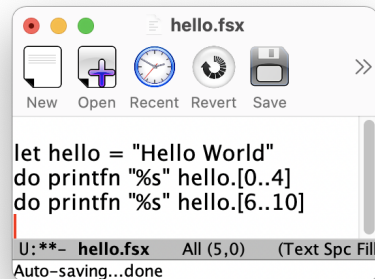 hello.fsx
New Open Recent Revert Save
let hello = "Hello World"
do printfn "%s" hello.[0..4]
do printfn "%s" hello.[6..10]
U:**- hello.fsx All (5,0) (Text Spc Fil
Auto-saving...done